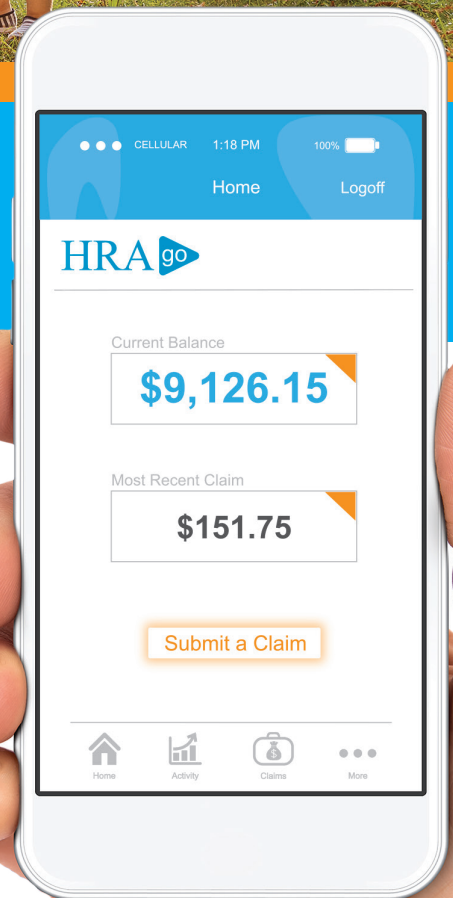 CELLULAR 1:18 PM 100%
Home Logoff
HRA go
Current Balance
$9,126.15
Most Recent Claim
$151.75
Submit a Claim
Home Activity Claims More